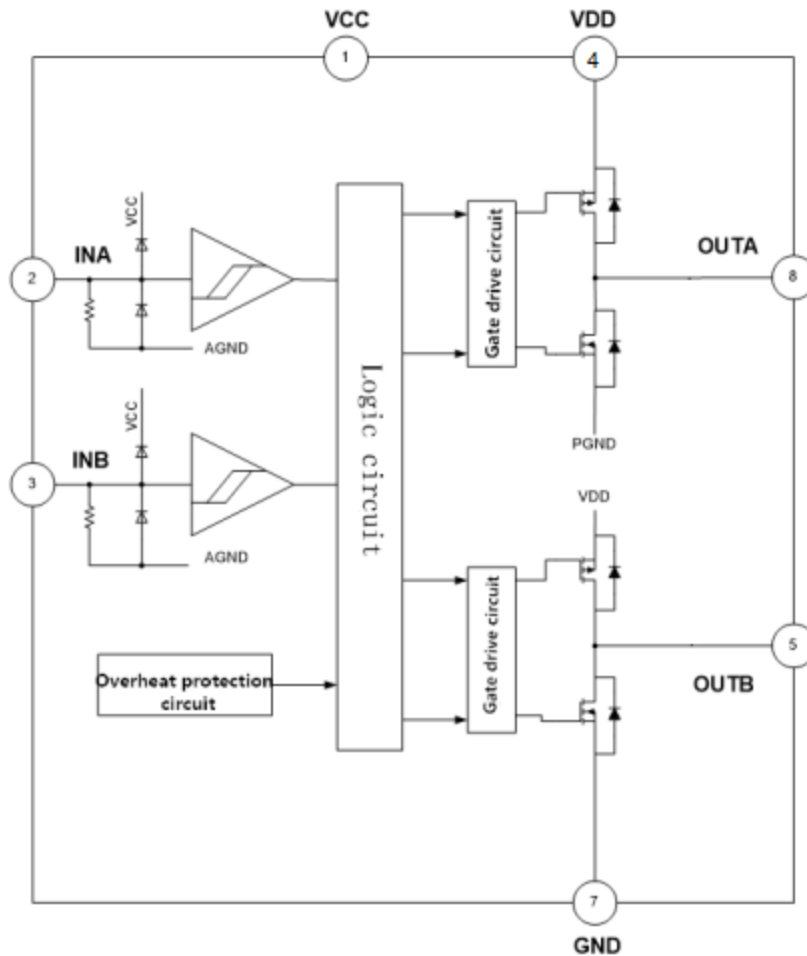 VCC
VDD
1
4
VCC
INA
2
AGND
Gate drive circuit
OUTA
8
Logic circuit
VCC
INB
3
AGND
PGND
VDD
Gate drive circuit
5
OUTB
Overheat protection
circuit
7
GND